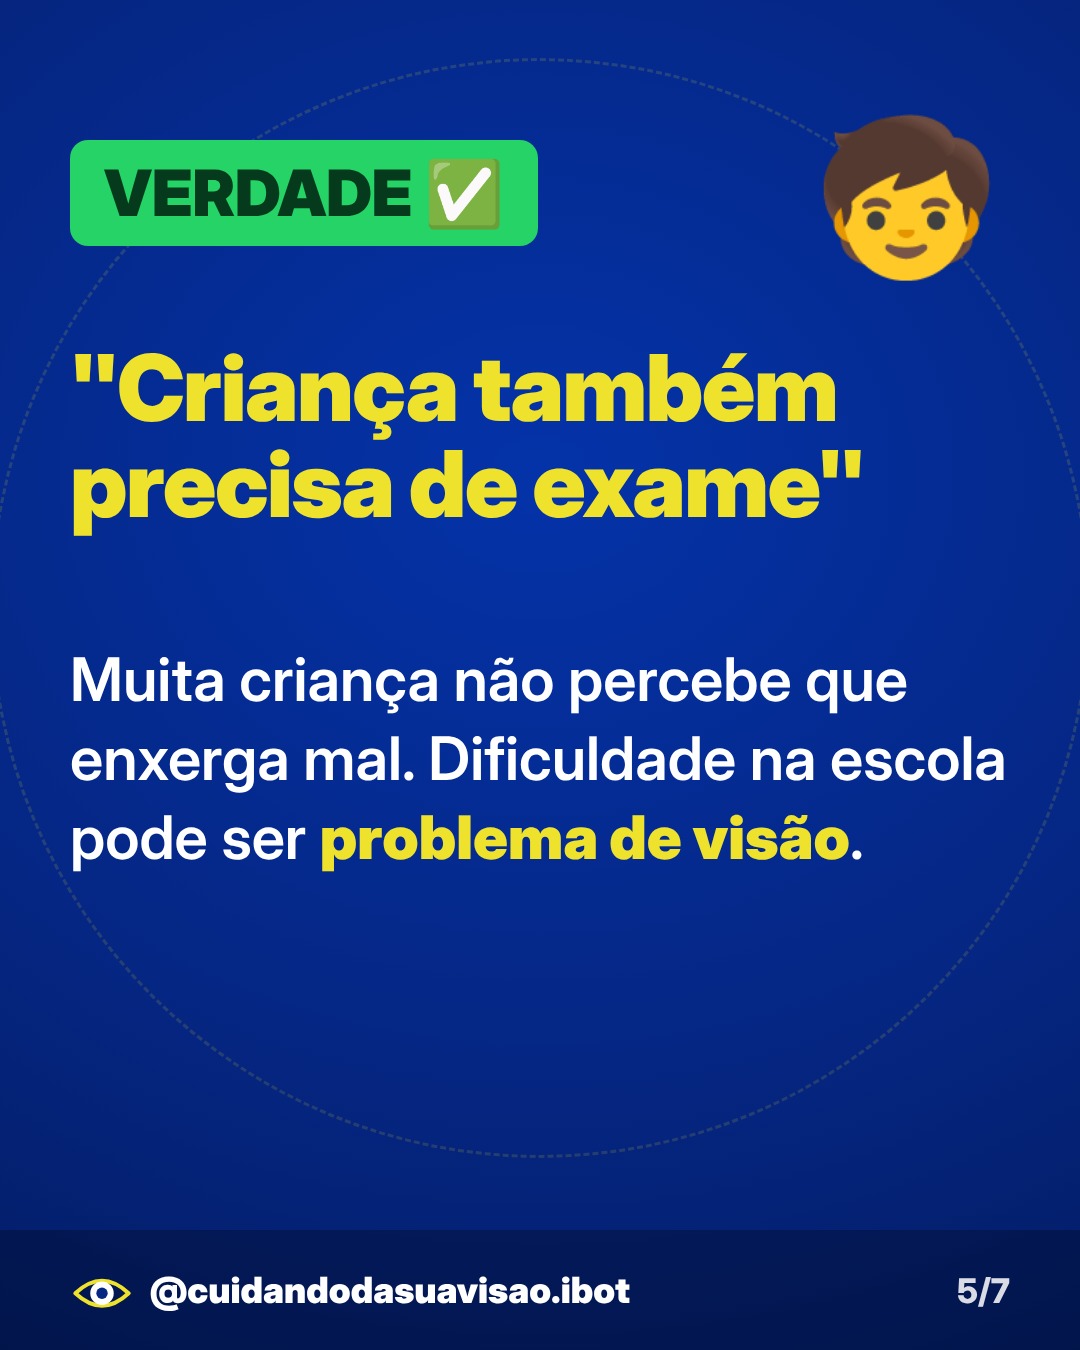 VERDADE ✅
"Criança também
precisa de exame"
Muita criança não percebe que
enxerga mal. Dificuldade na escola
pode ser problema de visão.
@cuidandodasuavisao.ibot
5/7